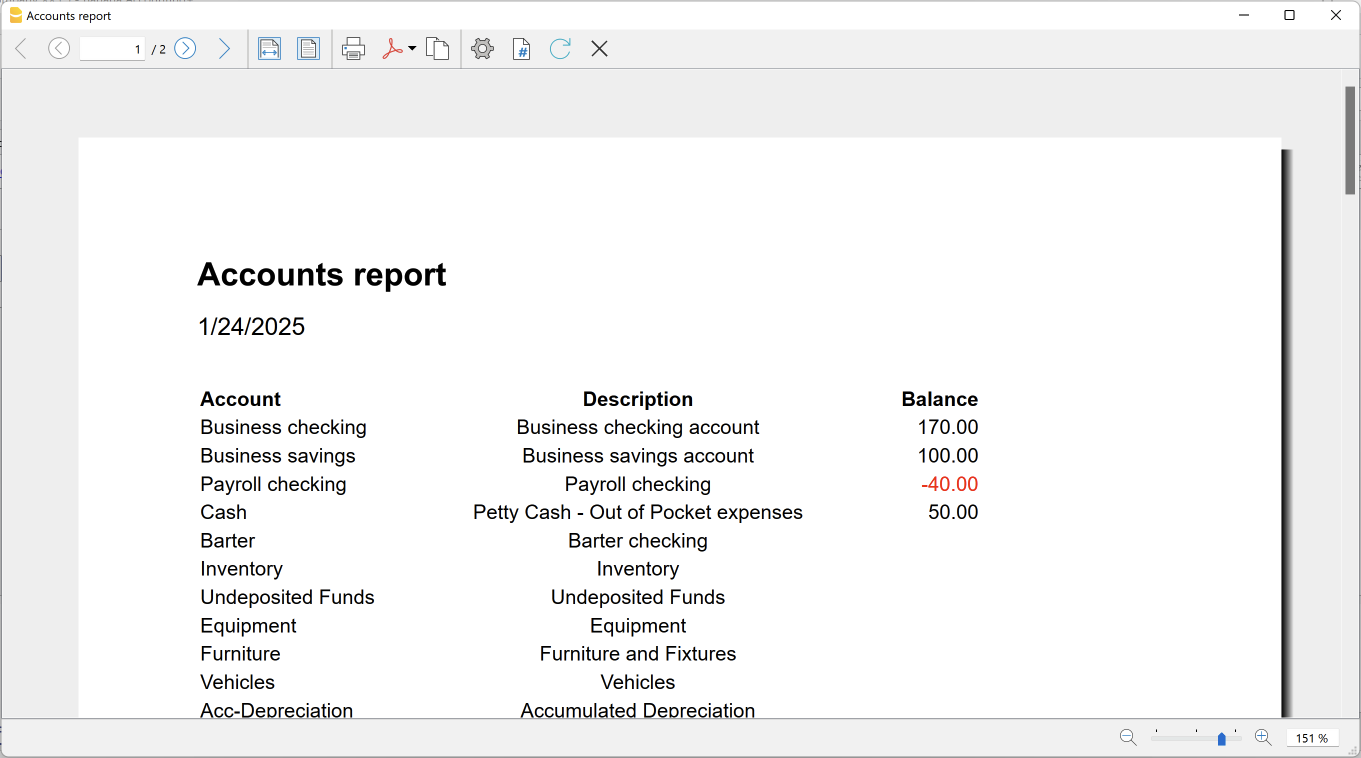 Accounts report
1 / 2
#
Accounts report
1/24/2025
Account Description Balance
Business checking Business checking account 170.00
Business savings Business savings account 100.00
Payroll checking Payroll checking -40.00
Cash Petty Cash - Out of Pocket expenses 50.00
Barter Barter checking
Inventory Inventory
Undeposited Funds Undeposited Funds
Equipment Equipment
Furniture Furniture and Fixtures
Vehicles Vehicles
Acc-Depreciation Accumulated Depreciation
151 %